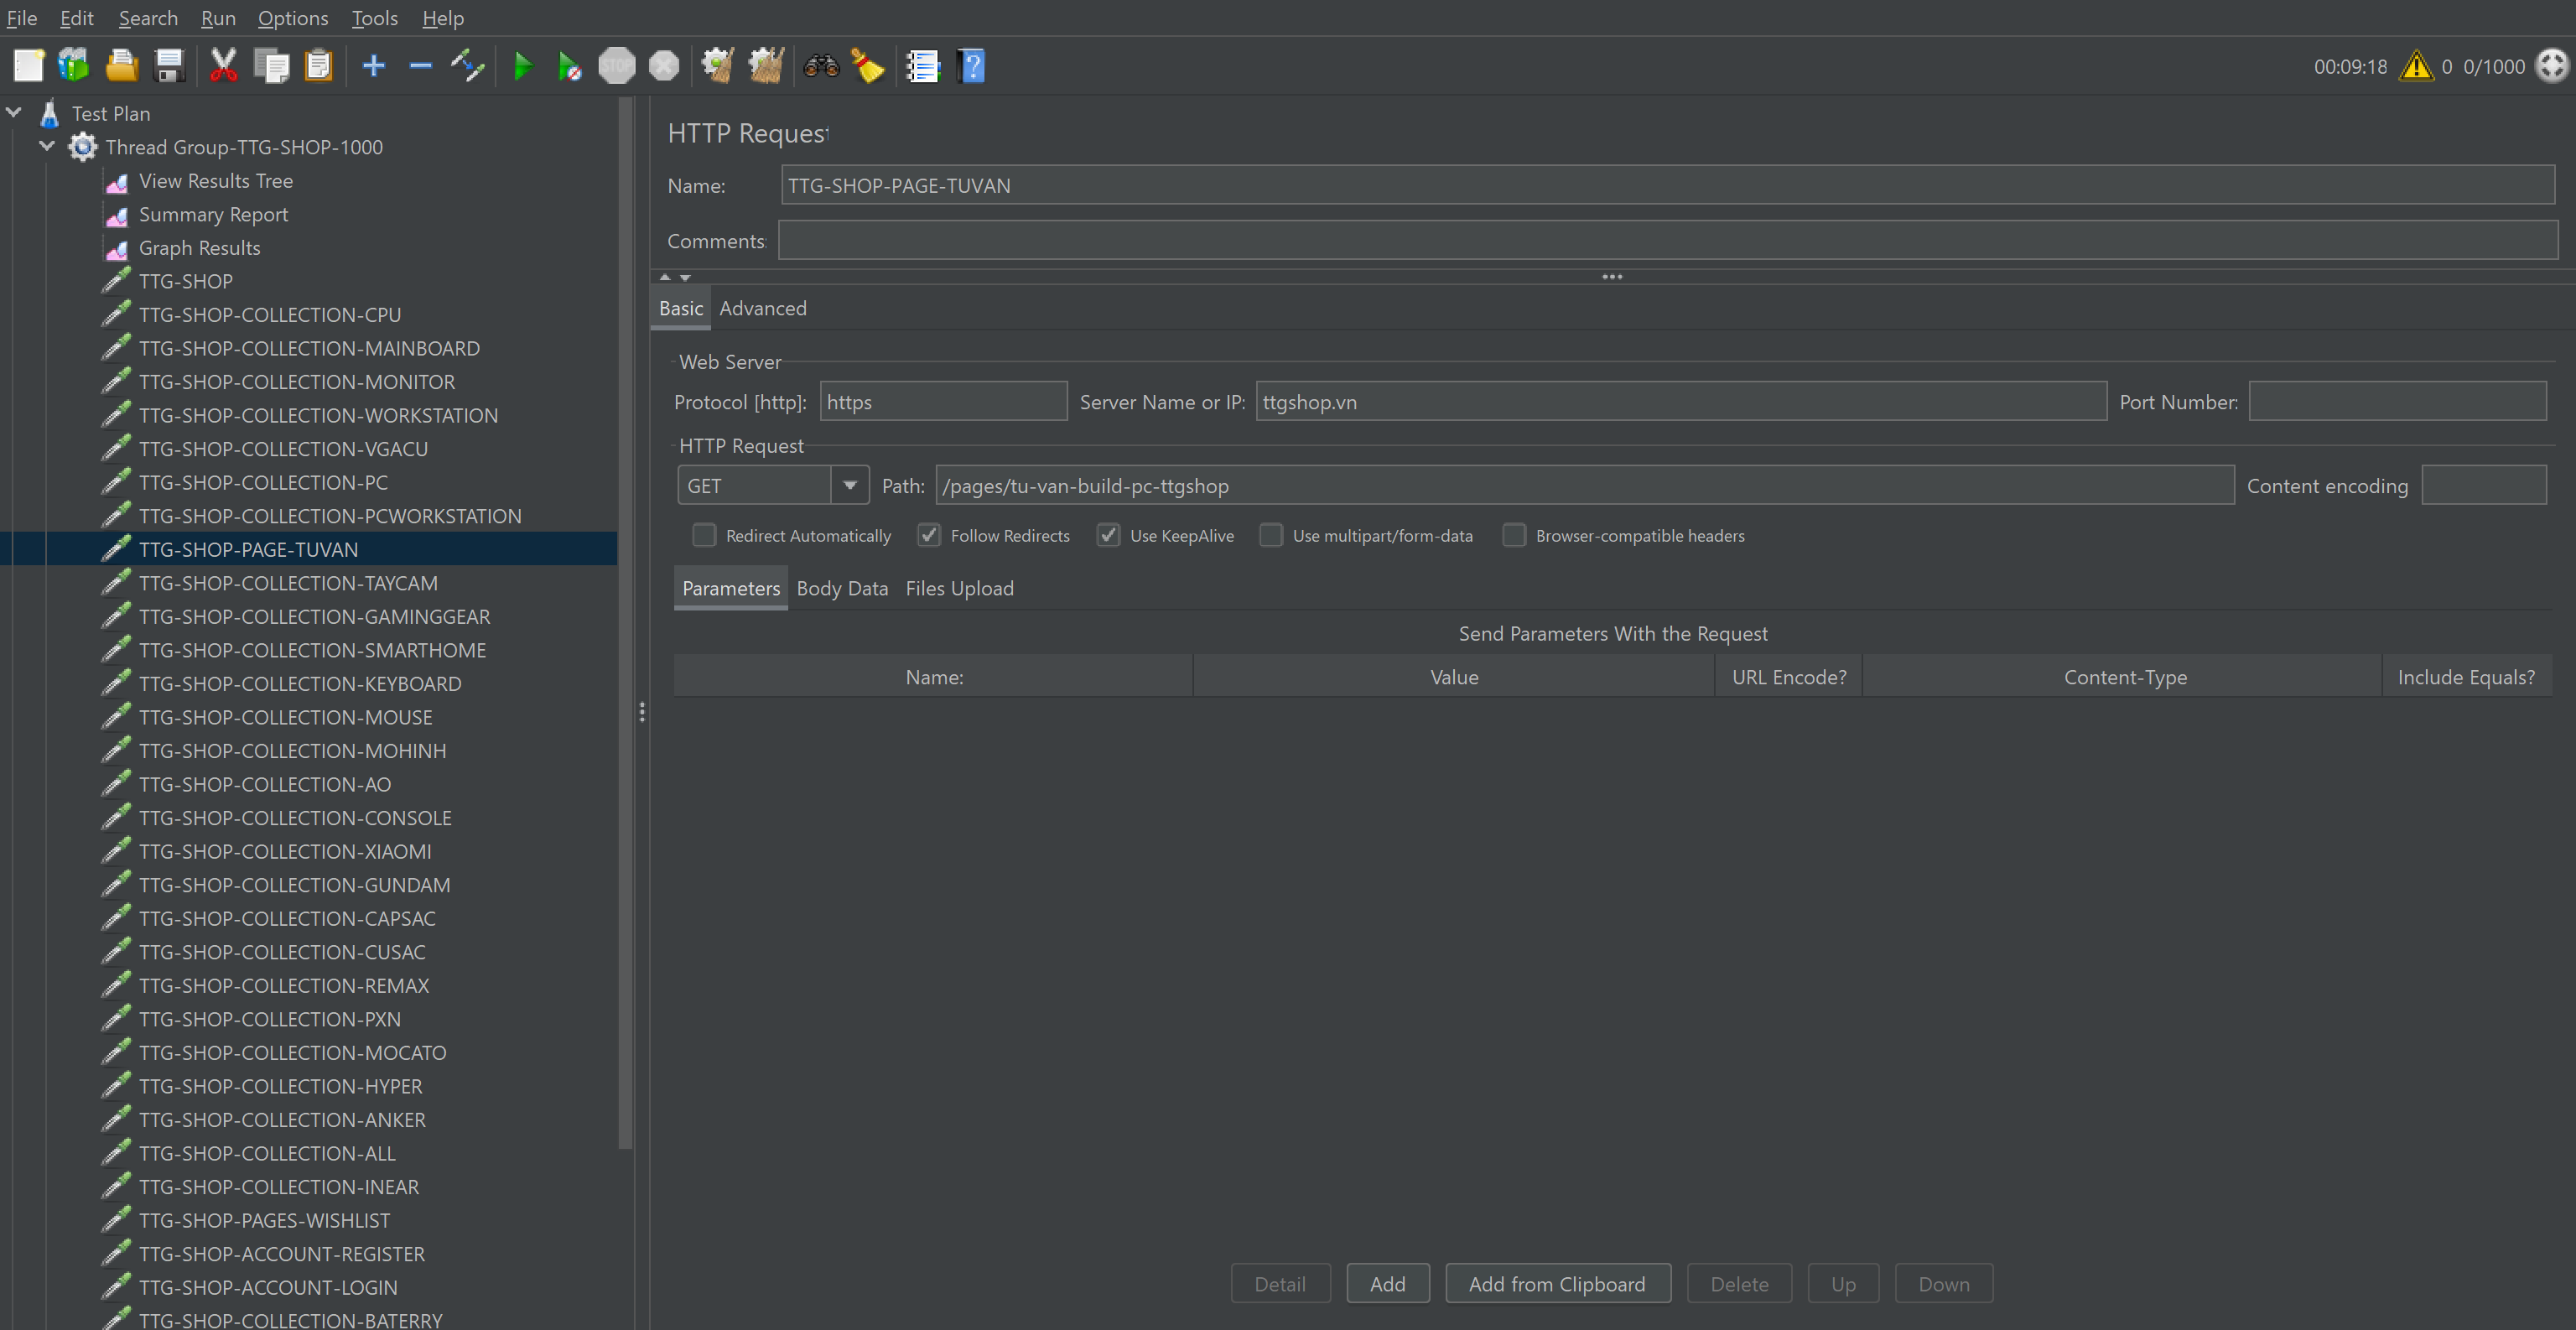 File Edit Search Run Options Tools Help
STOP
00:09:18 0 0/1000
Test Plan
Thread Group-TTG-SHOP-1000
View Results Tree
Summary Report
Graph Results
TTG-SHOP
TTG-SHOP-COLLECTION-CPU
TTG-SHOP-COLLECTION-MAINBOARD
TTG-SHOP-COLLECTION-MONITOR
TTG-SHOP-COLLECTION-WORKSTATION
TTG-SHOP-COLLECTION-VGACU
TTG-SHOP-COLLECTION-PC
TTG-SHOP-COLLECTION-PCWORKSTATION
TTG-SHOP-PAGE-TUVAN
TTG-SHOP-COLLECTION-TAYCAM
TTG-SHOP-COLLECTION-GAMINGGEAR
TTG-SHOP-COLLECTION-SMARTHOME
TTG-SHOP-COLLECTION-KEYBOARD
TTG-SHOP-COLLECTION-MOUSE
TTG-SHOP-COLLECTION-MOHINH
TTG-SHOP-COLLECTION-AO
TTG-SHOP-COLLECTION-CONSOLE
TTG-SHOP-COLLECTION-XIAOMI
TTG-SHOP-COLLECTION-GUNDAM
TTG-SHOP-COLLECTION-CAPSAC
TTG-SHOP-COLLECTION-CUSAC
TTG-SHOP-COLLECTION-REMAX
TTG-SHOP-COLLECTION-PXN
TTG-SHOP-COLLECTION-MOCATO
TTG-SHOP-COLLECTION-HYPER
TTG-SHOP-COLLECTION-ANKER
TTG-SHOP-COLLECTION-ALL
TTG-SHOP-COLLECTION-INEAR
TTG-SHOP-PAGES-WISHLIST
TTG-SHOP-ACCOUNT-REGISTER
TTG-SHOP-ACCOUNT-LOGIN
TTG-SHOP-COLLECTION-BATERRY
HTTP Request
Name: TTG-SHOP-PAGE-TUVAN
Comments:
Basic Advanced
Web Server
Protocol [http]: https Server Name or IP: ttgshop.vn Port Number:
HTTP Request
GET Path: /pages/tu-van-build-pc-ttgshop Content encoding
Redirect Automatically Follow Redirects Use KeepAlive Use multipart/form-data Browser-compatible headers
Parameters Body Data Files Upload
Send Parameters With the Request
Name: Value URL Encode? Content-Type Include Equals?
Detail Add Add from Clipboard Delete Up Down